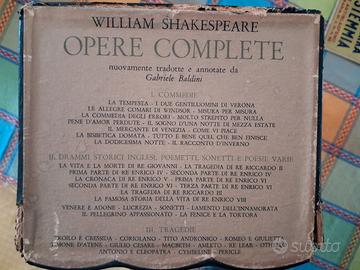 WILLIAM SHAKESPEARE
OPERE COMPLETE
nuovamente tradotte e annotate da
Gabriele Baldini
I. COMMEDIE
LA TEMPESTA - I DUE GENTILUOMINI DI VERONA
LE ALLEGRE COMARI DI WINDSOR - MISURA PER MISURA
LA COMMEDIA DEGLI ERRORI - MOLTO STREPITO PER NULLA
PENE D'AMOR PERDUTE - IL SOGNO D'UNA NOTTE DI MEZZA ESTATE
IL MERCANTE DI VENEZIA - COME VI PIACE
LA BISBETICA DOMATA - TUTTO È BENE QUEL CHE BEN FINISCE
LA DODICESIMA NOTTE - IL RACCONTO D'INVERNO
II. DRAMMI STORICI INGLESI, POEMETTI, SONETTI E POESIE VARIE
LA VITA E LA MORTE DI RE GIOVANNI - LA TRAGEDIA DI RE RICCARDO II
PRIMA PARTE DI RE ENRICO IV - SECONDA PARTE DI RE ENRICO IV
LA CRONACA DI RE ENRICO V - PRIMA PARTE DI RE ENRICO VI
SECONDA PARTE DI RE ENRICO VI - TERZA PARTE DI RE ENRICO VI
LA TRAGEDIA DI RE RICCARDO III
LA FAMOSA STORIA DELLA VITA DI RE ENRICO VIII
VENERE E ADONE - LUCREZIA - SONETTI - LAMENTO DELL'INNAMORATA
IL PELLEGRINO APPASSIONATO - LA FENICE E LA TORTORA
III. TRAGEDIE
TROILO E CRESSIDA - CORIOLANO - TITO ANDRONICO - ROMEO E GIULIETTA
TIMONE D'ATENE - GIULIO CESARE - MACBETH - AMLETO - RE LEAR - OTHELLO
ANTONIO E CLEOPATRA - CYMBELINE - PERICLE
subito